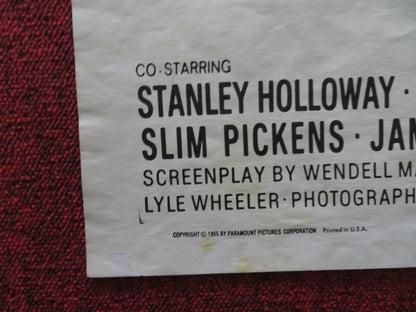 CO·STARRING
STANLEY HOLLOWAY ·
SLIM PICKENS · JAM
SCREENPLAY BY WENDELL MA
LYLE WHEELER · PHOTOGRAPH
COPYRIGHT © 1965 BY PARAMOUNT PICTURES CORPORATION Printed in U.S.A.